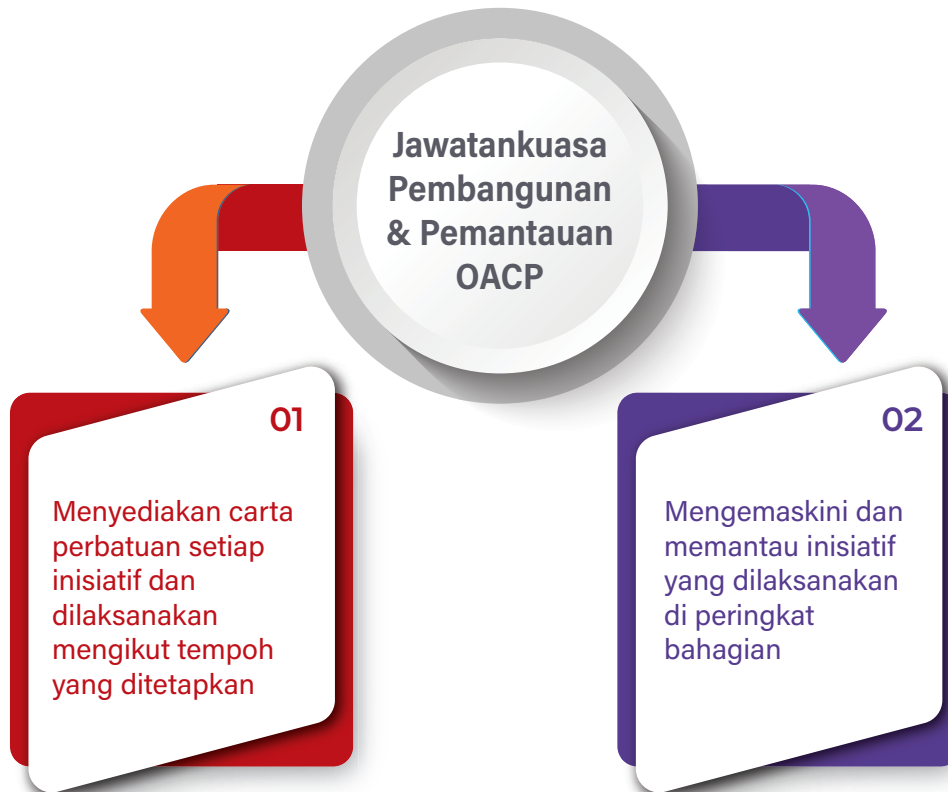 Jawatankuasa
Pembangunan
& Pemantauan
OACP
01
Menyediakan carta
perbatuan setiap
inisiatif dan
dilaksanakan
mengikut tempoh
yang ditetapkan
02
Mengemaskini dan
memantau inisiatif
yang dilaksanakan
di peringkat
bahagian